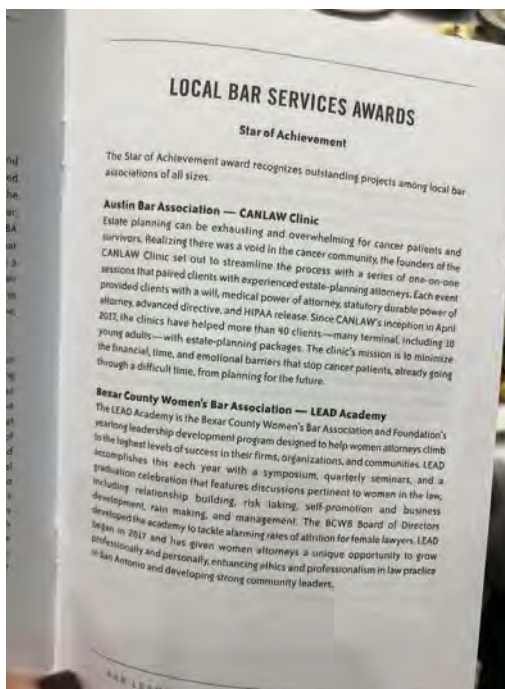 LOCAL BAR SERVICES AWARDS
Star of Achievement
The Star of Achievement award recognizes outstanding projects among local bar
associations of all sizes.
Austin Bar Association — CANLAW Clinic
Estate planning can be exhausting and overwhelming for cancer patients and
survivors. Realizing there was a void in the cancer community, the founders of the
CANLAW Clinic set out to streamline the process with a series of one-on-one
sessions that paired clients with experienced estate-planning attorneys. Each event
provided clients with a will, medical power of attorney, statutory durable power of
attorney, advanced directive, and HIPAA release. Since CANLAW's inception in April
2017, the clinics have helped more than 90 clients—many terminal, including
young adults—with estate-planning packages. The clinic's mission is to minimize
the financial, time, and emotional barriers that stop cancer patients, already going
through a difficult time, from planning for the future.
Bexar County Women's Bar Association — LEAD Academy
The LEAD Academy is the Bexar County Women's Bar Association and Foundation's
yearlong leadership development program designed to help women attorneys climb
to the highest levels of success in their firms, organizations, and communities. LEAD
accomplishes this each year with a symposium, quarterly seminars, and a
graduation celebration that features discussions pertinent to women in the law,
including relationship building, risk taking, self-promotion and business
development, rain making, and management. The BCWB Board of Directors
developed the academy to tackle alarming rates of attrition for female lawyers. LEAD
began in 2017 and has given women attorneys a unique opportunity to grow
professionally and personally, enhancing ethics and professionalism in law practice
in San Antonio and developing strong community leaders.